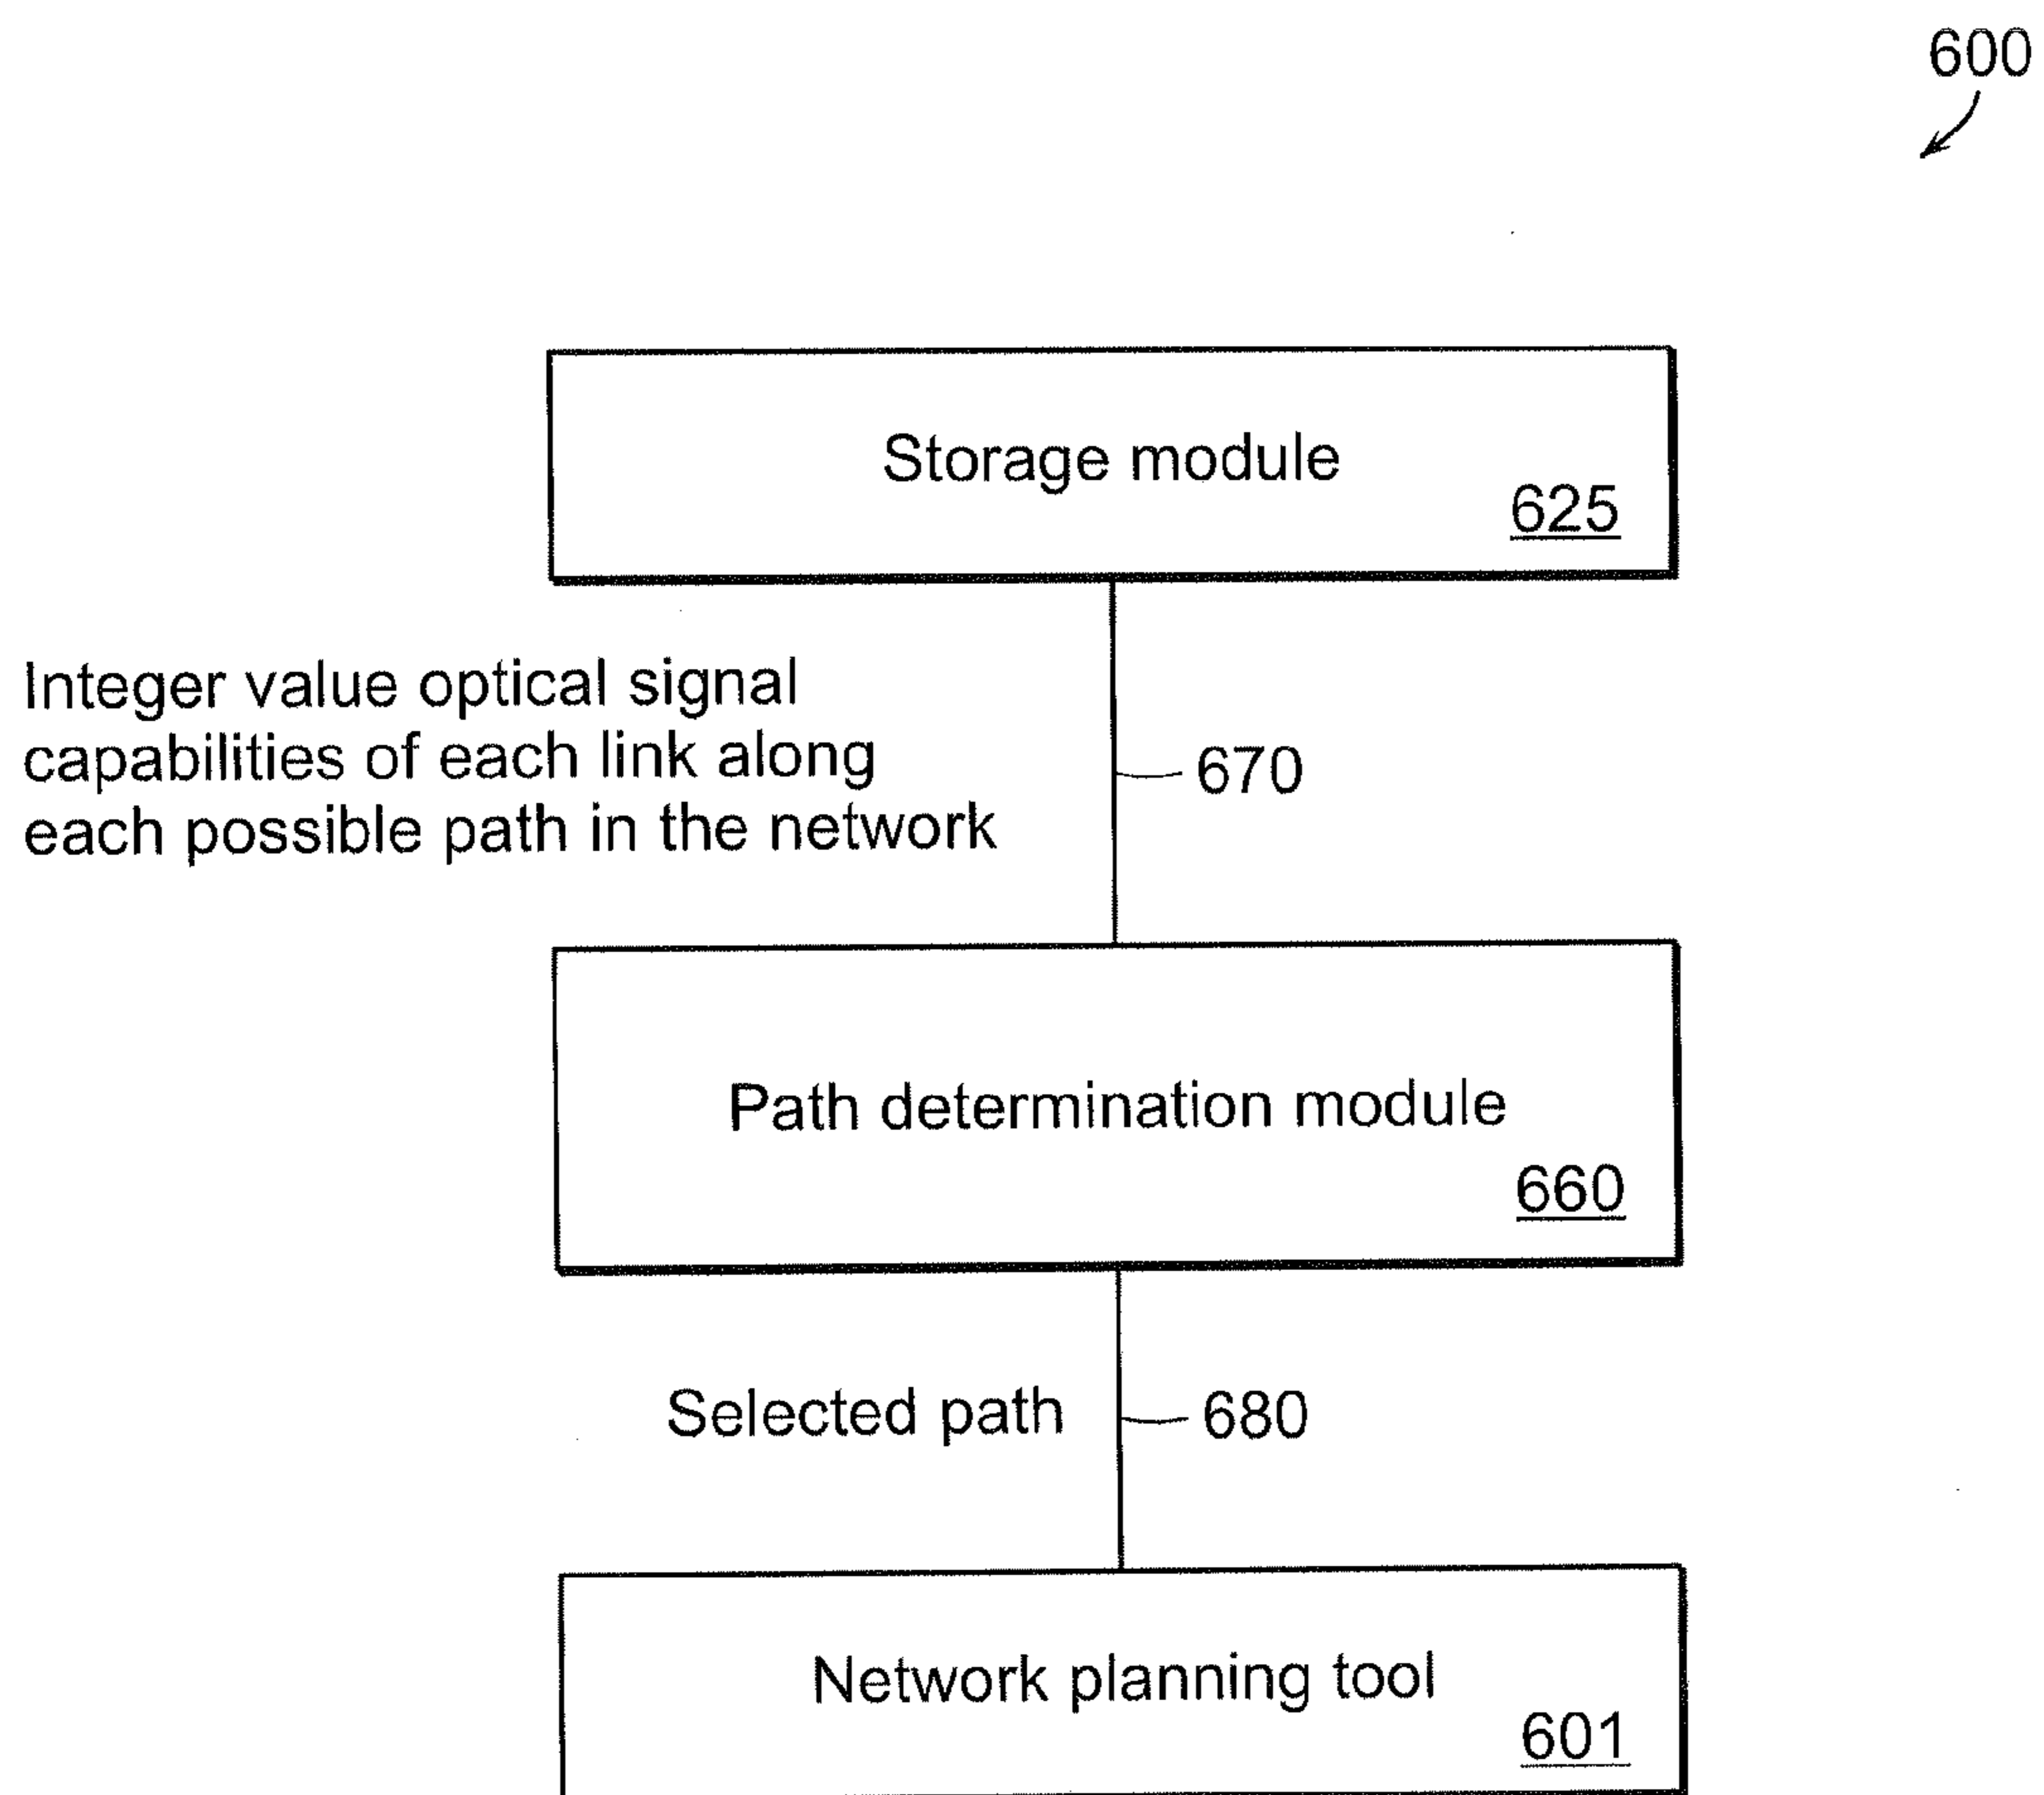 600
Storage module
625
Integer value optical signal
capabilities of each link along
each possible path in the network
670
Path determination module
660
Selected path
680
Network planning tool
601